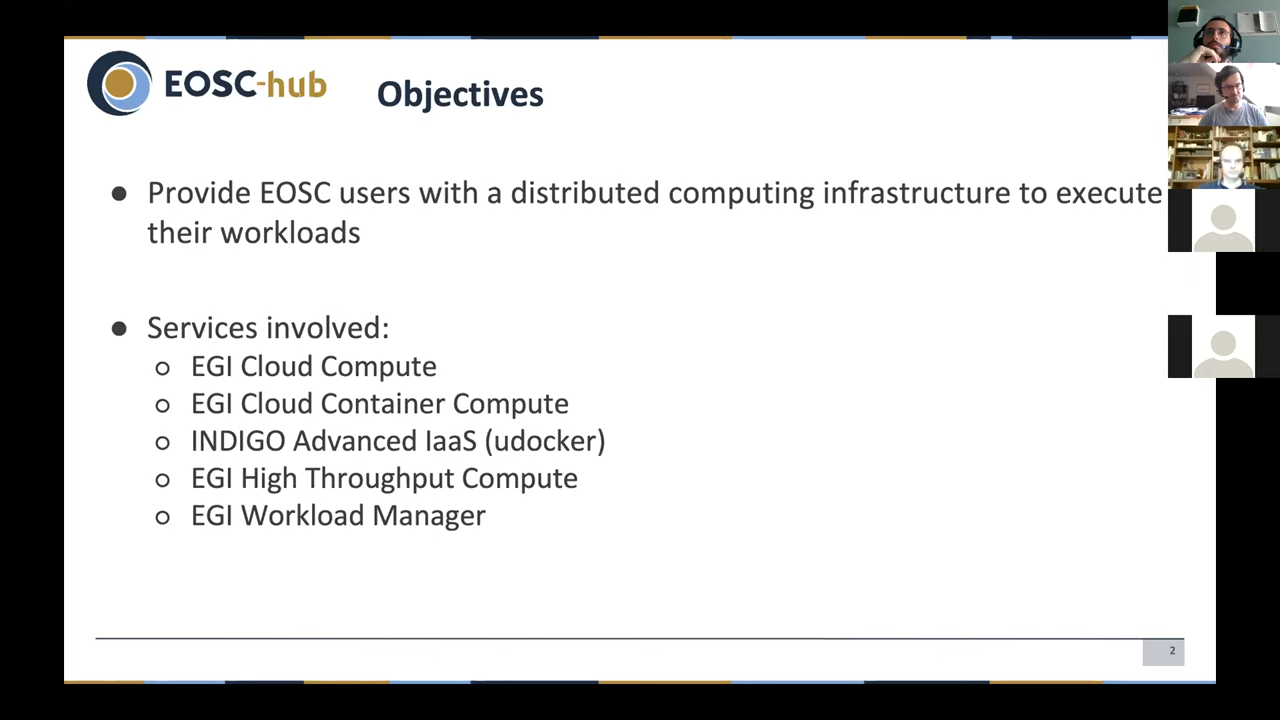 EOSC-hub
Objectives
● Provide EOSC users with a distributed computing infrastructure to execute
their workloads
● Services involved:
○ EGI Cloud Compute
○ EGI Cloud Container Compute
○ INDIGO Advanced IaaS (udocker)
○ EGI High Throughput Compute
○ EGI Workload Manager
2